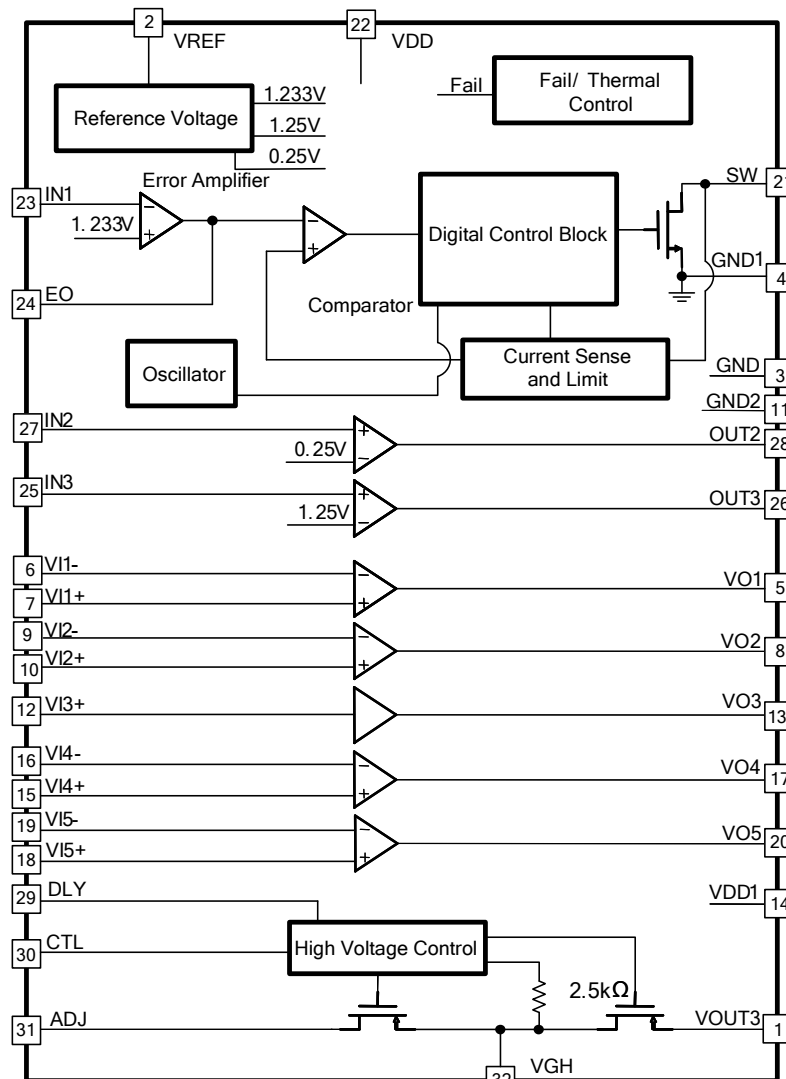 2
VREF
22
VDD
Reference Voltage
1.233V
1.25V
0.25V
Fail
Fail/ Thermal
Control
Error Amplifier
23
IN1
1.233V
−
+
−
+
Digital Control Block
SW
21
GND1
4
24
EO
Comparator
Oscillator
Current Sense
and Limit
GND
3
GND2
11
27
IN2
+
0.25V
−
OUT2
28
25
IN3
+
1.25V
−
OUT3
26
6
VI1-
−
VO1
5
7
VI1+
+
9
VI2-
−
VO2
8
10
VI2+
+
12
VI3+
VO3
13
16
VI4-
−
VO4
17
15
VI4+
+
19
VI5-
−
VO5
20
18
VI5+
+
29
DLY
VDD1
14
30
CTL
High Voltage Control
2.5kΩ
31
ADJ
VOUT3
1
VGH